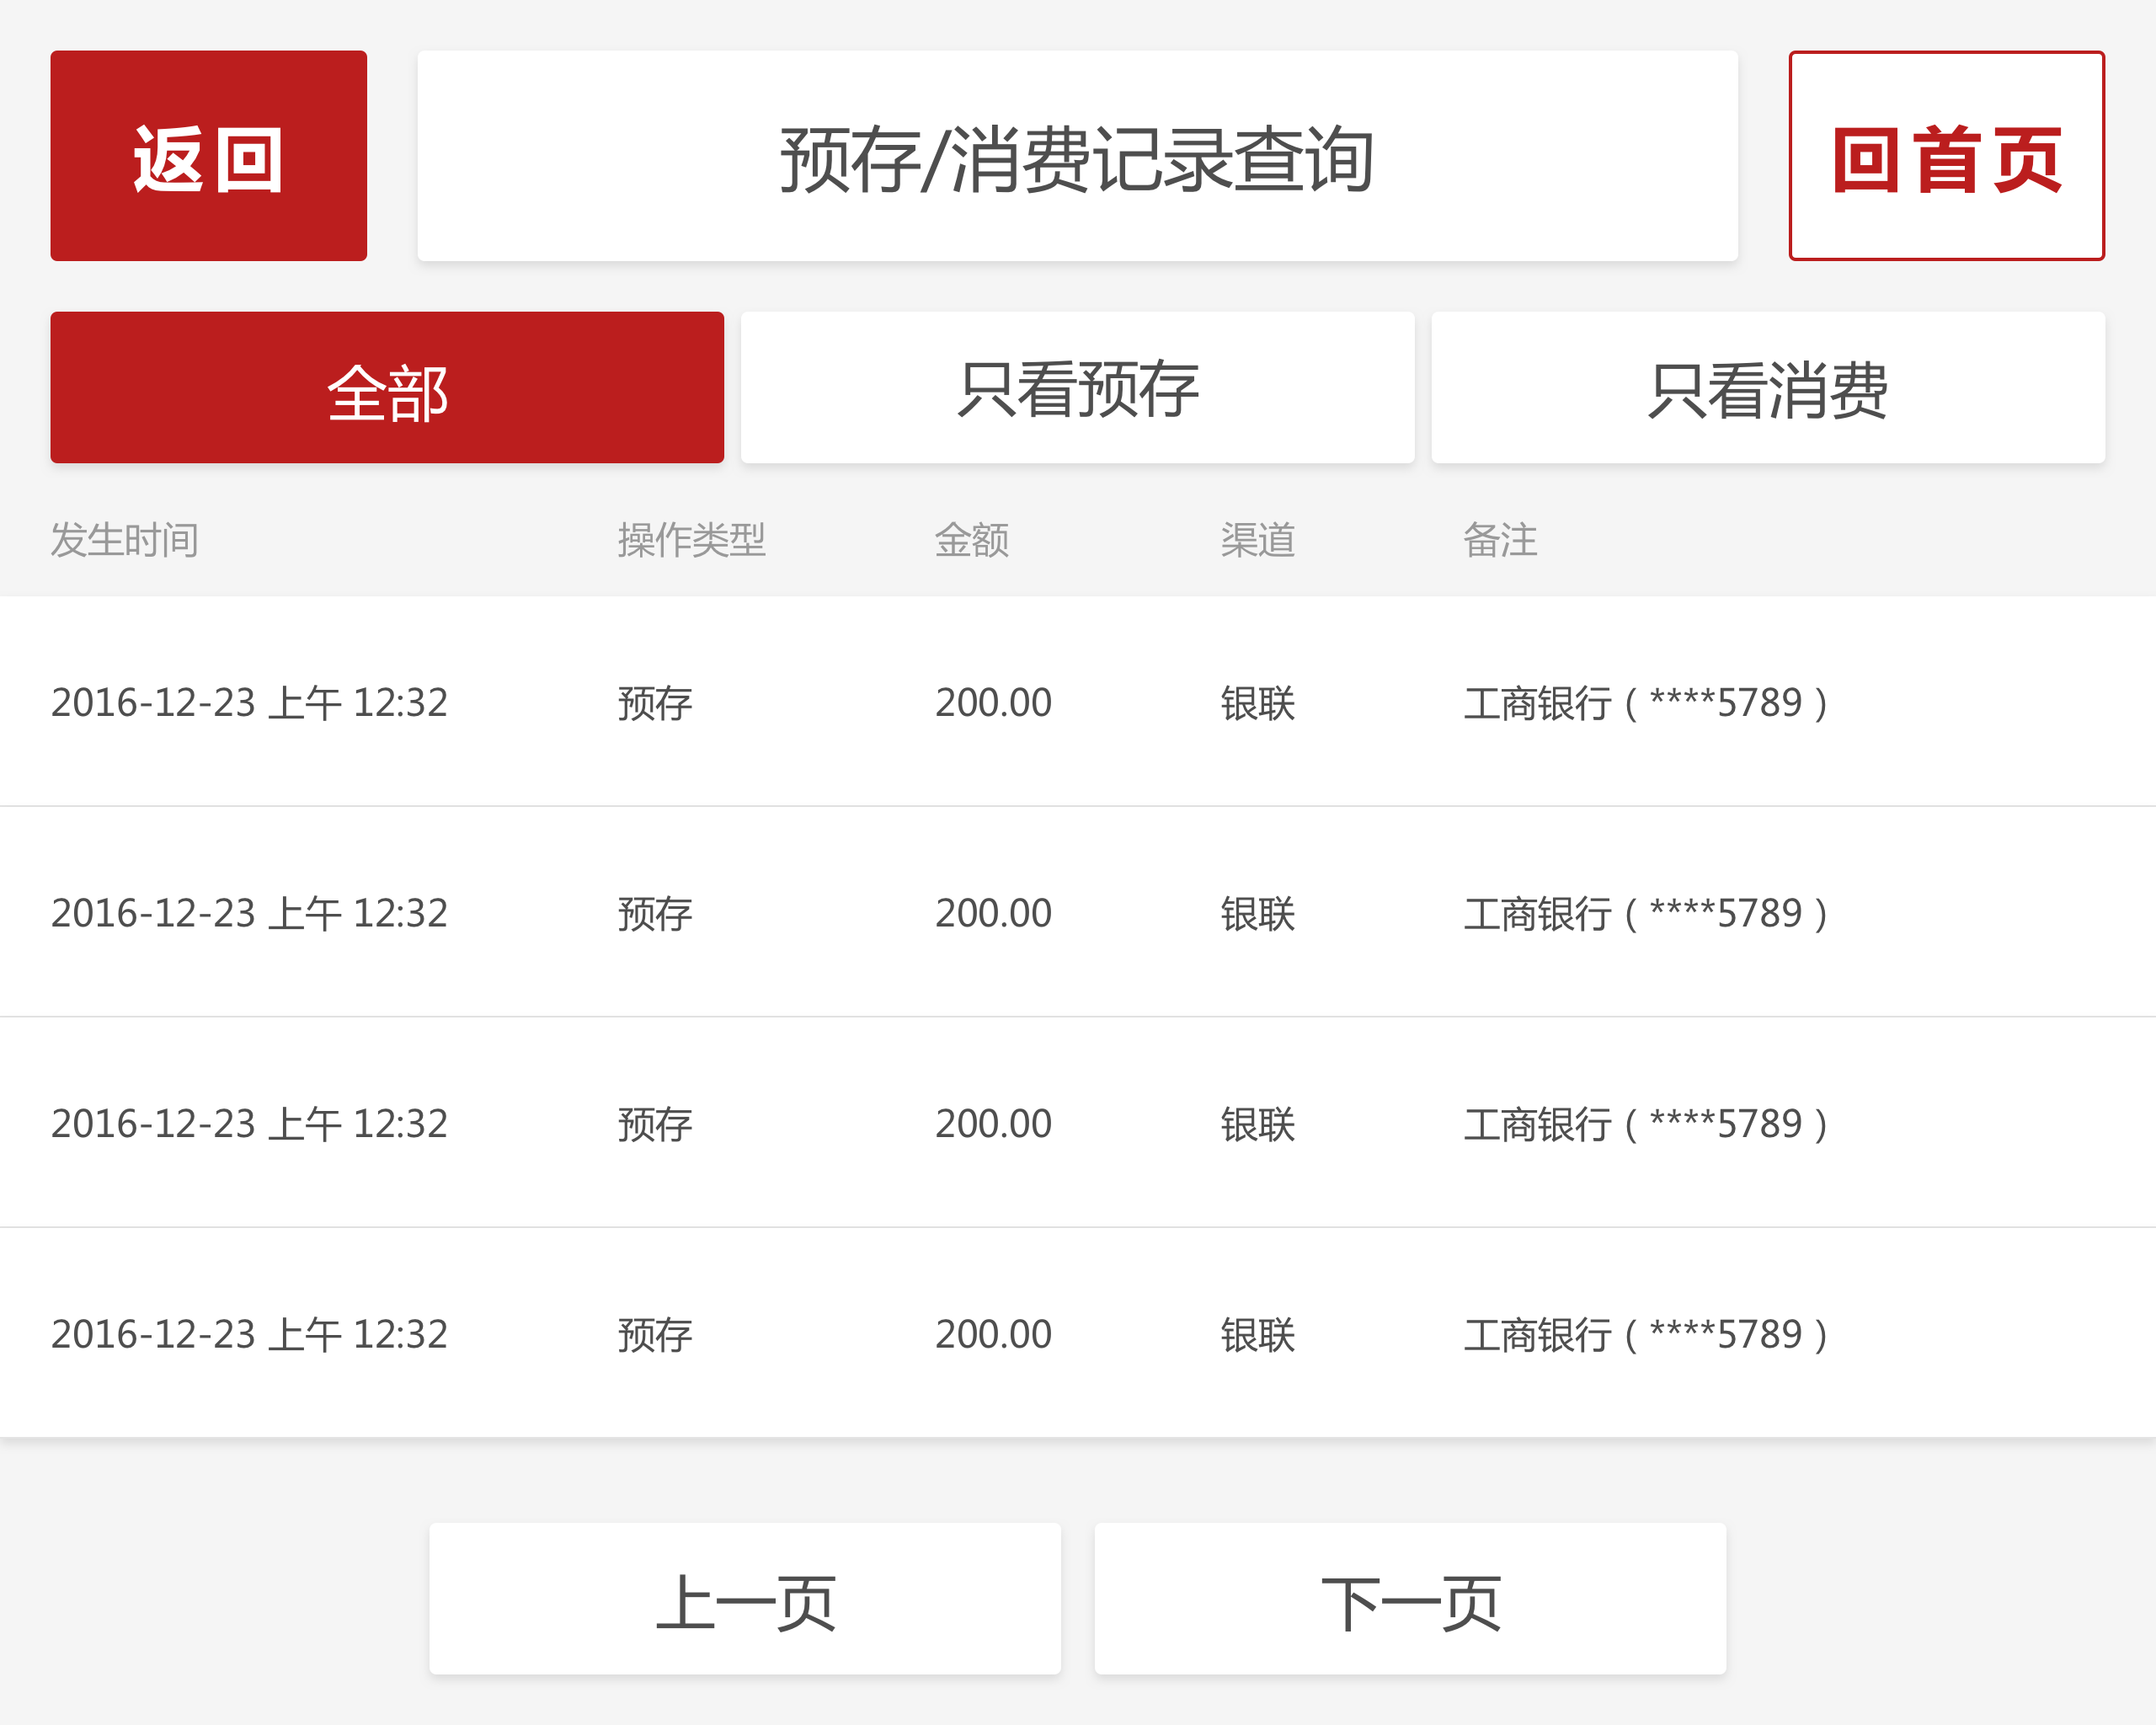 返回 预存/消费记录查询 回首页
全部 只看预存 只看消费
发生时间 操作类型 金额 渠道 备注
2016-12-23 上午 12:32 预存 200.00 银联 工商银行 ( ****5789 )
2016-12-23 上午 12:32 预存 200.00 银联 工商银行 ( ****5789 )
2016-12-23 上午 12:32 预存 200.00 银联 工商银行 ( ****5789 )
2016-12-23 上午 12:32 预存 200.00 银联 工商银行 ( ****5789 )
上一页 下一页